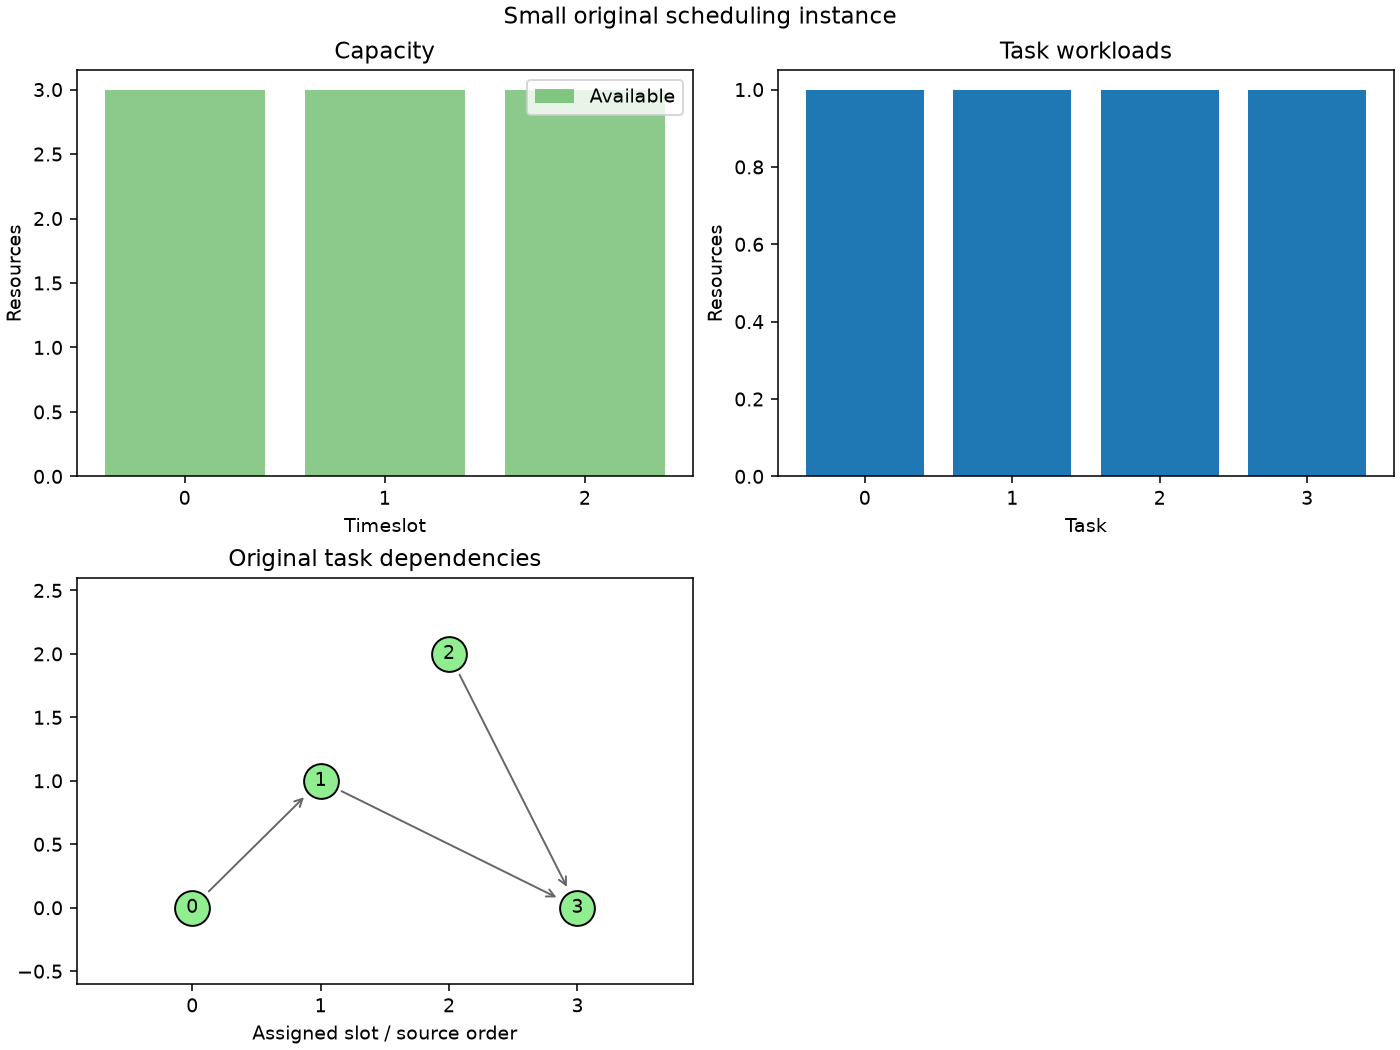 Small original scheduling instance
Capacity
Available
Resources
3.0
2.5
2.0
1.5
1.0
0.5
0.0
0 1 2
Timeslot
Task workloads
Resources
1.0
0.8
0.6
0.4
0.2
0.0
0 1 2 3
Task
Original task dependencies
2.5
2.0
1.5
1.0
0.5
0.0
−0.5
2
1
0 3
0 1 2 3
Assigned slot / source order